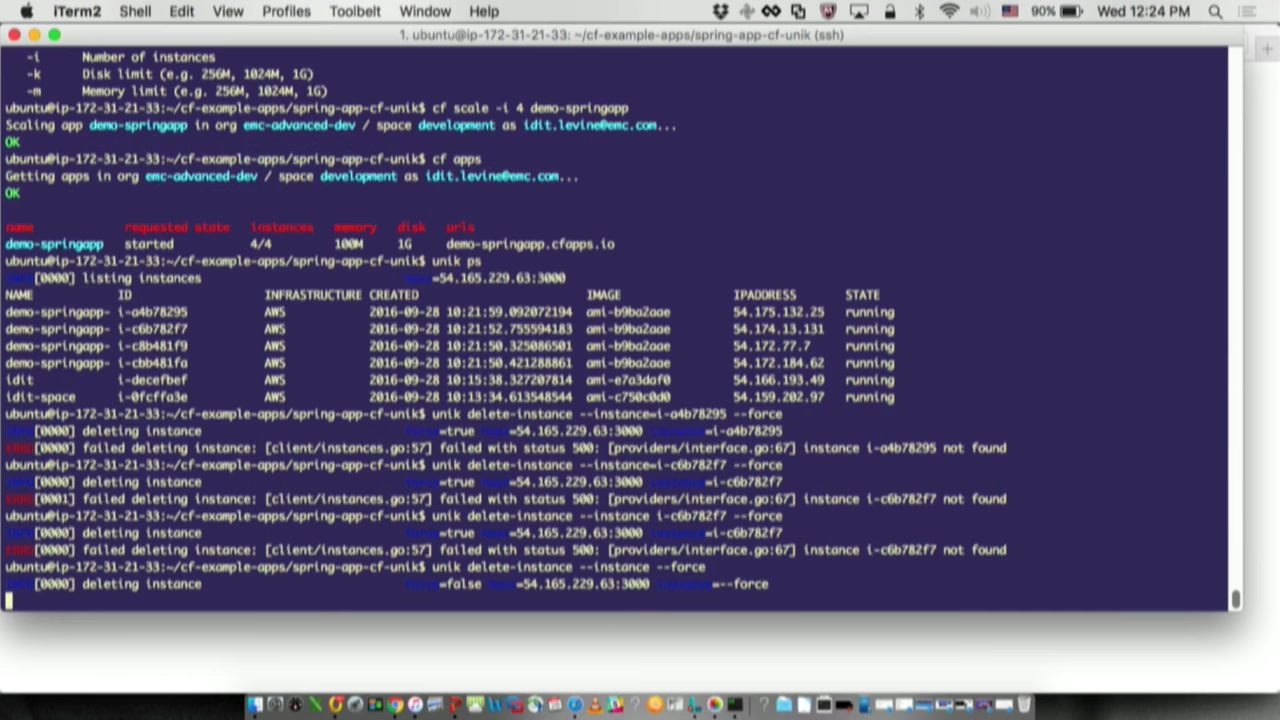 iTerm2 Shell Edit View Profiles Toolbelt Window Help 90% Wed 12:24 PM
1. ubuntu@ip-172-31-21-33: ~/cf-example-apps/spring-app-cf-unik (ssh)
-i Number of instances
-k Disk limit (e.g. 256M, 1024M, 1G)
-m Memory limit (e.g. 256M, 1024M, 1G)
ubuntu@ip-172-31-21-33:~/cf-example-apps/spring-app-cf-unik$ cf scale -i 4 demo-springapp
Scaling app demo-springapp in org emc-advanced-dev / space development as idit.levine@emc.com...
OK
ubuntu@ip-172-31-21-33:~/cf-example-apps/spring-app-cf-unik$ cf apps
Getting apps in org emc-advanced-dev / space development as idit.levine@emc.com...
OK
name requested state instances memory disk urls
demo-springapp started 4/4 100M 1G demo-springapp.cfapps.io
ubuntu@ip-172-31-21-33:~/cf-example-apps/spring-app-cf-unik$ unik ps
[0000] listing instances =54.165.229.63:3000
NAME ID INFRASTRUCTURE CREATED IMAGE IPADDRESS STATE
demo-springapp- i-a4b78295 AWS 2016-09-28 10:21:59.092072194 ami-b9ba2aae 54.175.132.25 running
demo-springapp- i-c6b782f7 AWS 2016-09-28 10:21:52.755594183 ami-b9ba2aae 54.174.13.131 running
demo-springapp- i-c8b481f9 AWS 2016-09-28 10:21:50.325086501 ami-b9ba2aae 54.172.77.7 running
demo-springapp- i-cbb481fa AWS 2016-09-28 10:21:50.421288861 ami-b9ba2aae 54.172.184.62 running
idit i-decefbef AWS 2016-09-28 10:15:38.327207814 ami-e7a3daf0 54.166.193.49 running
idit-space i-0fcffa3e AWS 2016-09-28 10:13:34.613548544 ami-c750c0d0 54.159.202.97 running
ubuntu@ip-172-31-21-33:~/cf-example-apps/spring-app-cf-unik$ unik delete-instance --instance=i-a4b78295 --force
[0000] deleting instance =true =54.165.229.63:3000 =i-a4b78295
[0000] failed deleting instance: [client/instances.go:57] failed with status 500: [providers/interface.go:67] instance i-a4b78295 not found
ubuntu@ip-172-31-21-33:~/cf-example-apps/spring-app-cf-unik$ unik delete-instance --instance=i-c6b782f7 --force
[0000] deleting instance =true =54.165.229.63:3000 =i-c6b782f7
[0001] failed deleting instance: [client/instances.go:57] failed with status 500: [providers/interface.go:67] instance i-c6b782f7 not found
ubuntu@ip-172-31-21-33:~/cf-example-apps/spring-app-cf-unik$ unik delete-instance --instance i-c6b782f7 --force
[0000] deleting instance =true =54.165.229.63:3000 =i-c6b782f7
[0000] failed deleting instance: [client/instances.go:57] failed with status 500: [providers/interface.go:67] instance i-c6b782f7 not found
ubuntu@ip-172-31-21-33:~/cf-example-apps/spring-app-cf-unik$ unik delete-instance --instance --force
[0000] deleting instance =false =54.165.229.63:3000 =--force